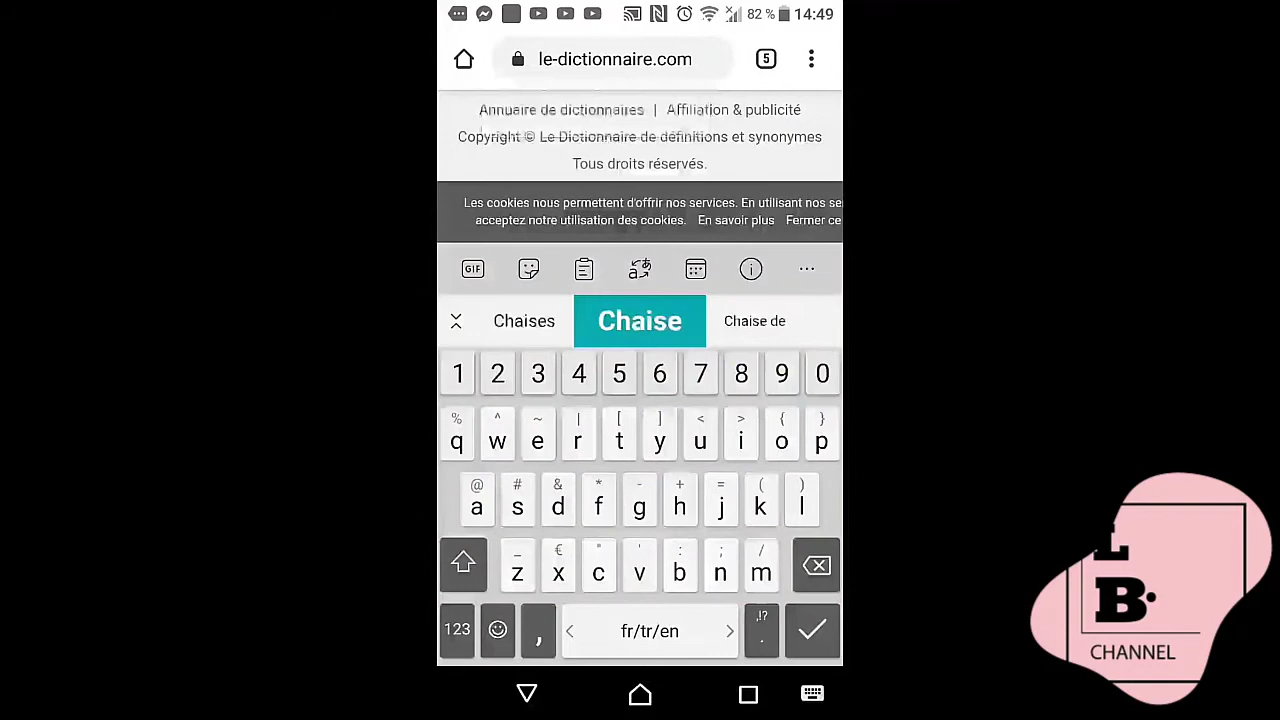 82 % 14:49
le-dictionnaire.com 5
Annuaire de dictionnaires | Affiliation & publicité
Copyright © Le Dictionnaire de définitions et synonymes
Tous droits réservés.
Les cookies nous permettent d'offrir nos services. En utilisant nos se
acceptez notre utilisation des cookies. En savoir plus Fermer ce
GIF
Chaises Chaise Chaise de
1 2 3 4 5 6 7 8 9 0
% ^ ~ | [ ] < > { }
q w e r t y u i o p
@ # & * - + = ( )
a s d f g h j k l
_ € " ' : ; /
z x c v b n m
123 , fr/tr/en ,!? .
B.
CHANNEL